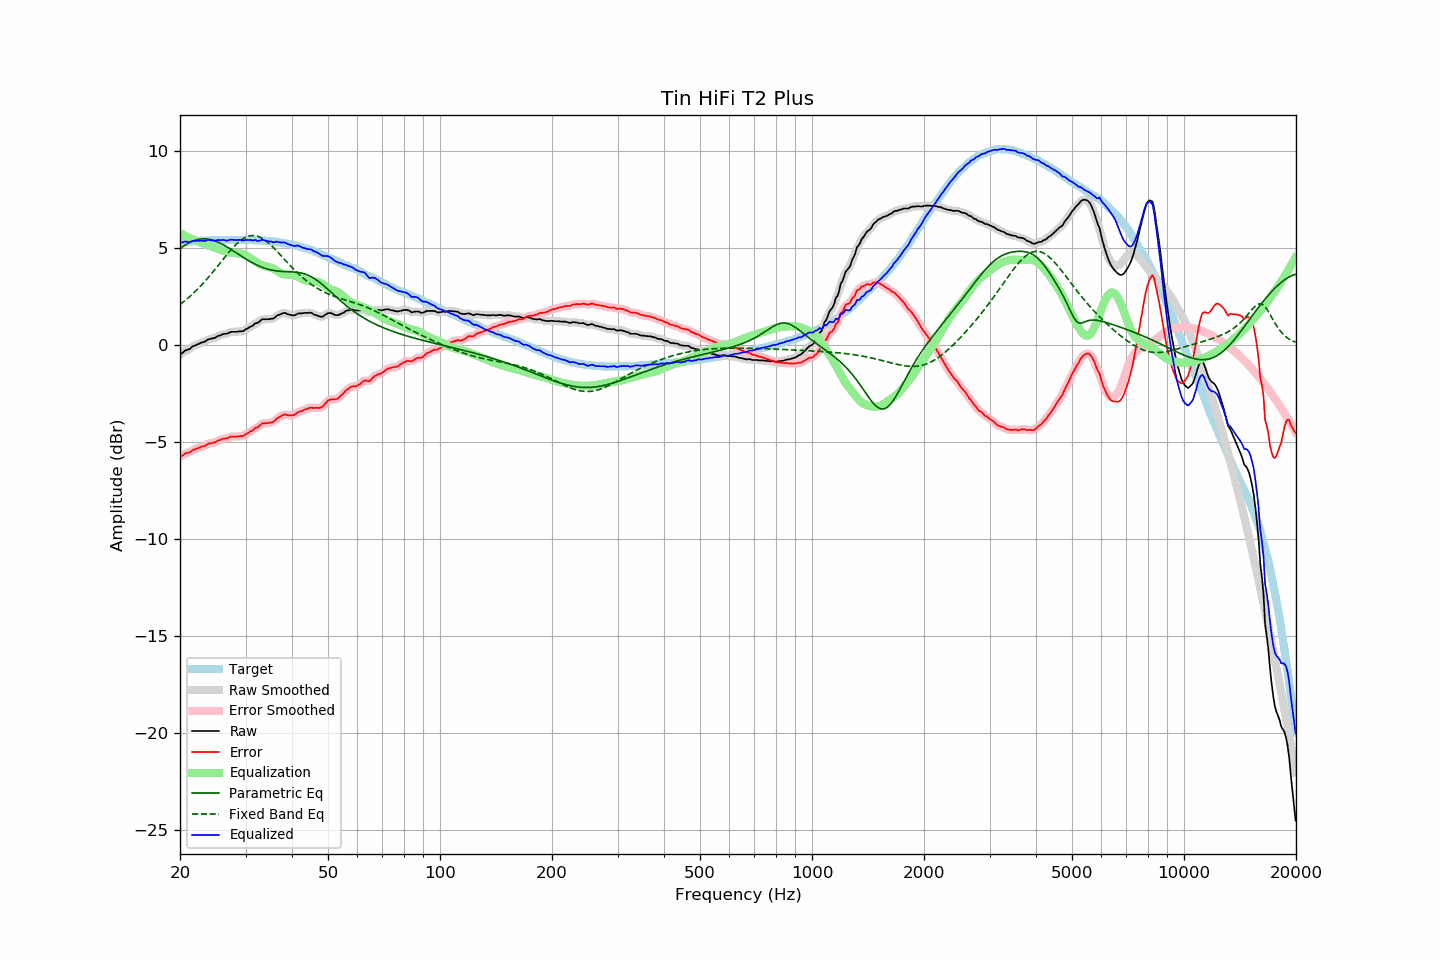 Tin HiFi T2 Plus
Amplitude (dBr)
10
5
0
−5
−10
−15
−20
−25
Target
Raw Smoothed
Error Smoothed
Raw
Error
Equalization
Parametric Eq
Fixed Band Eq
Equalized
20 50 100 200 500 1000 2000 5000 10000 20000
Frequency (Hz)